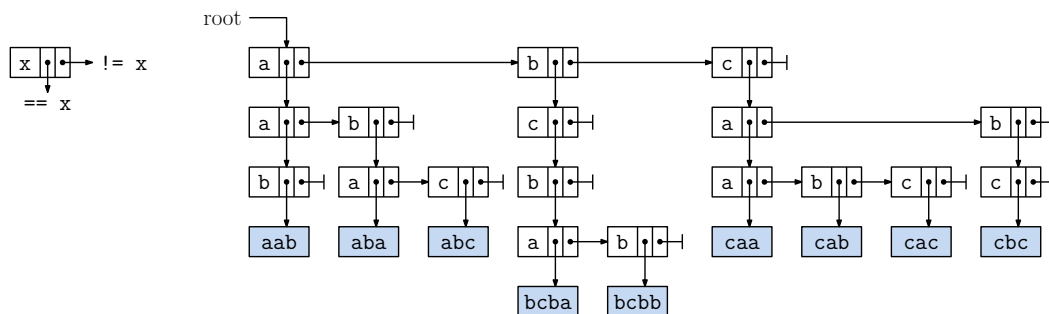 root
a b c
x != x
== x
a b c a b
b a c b a b c c
aab aba abc a b caa cab cac cbc
bcba bcbb